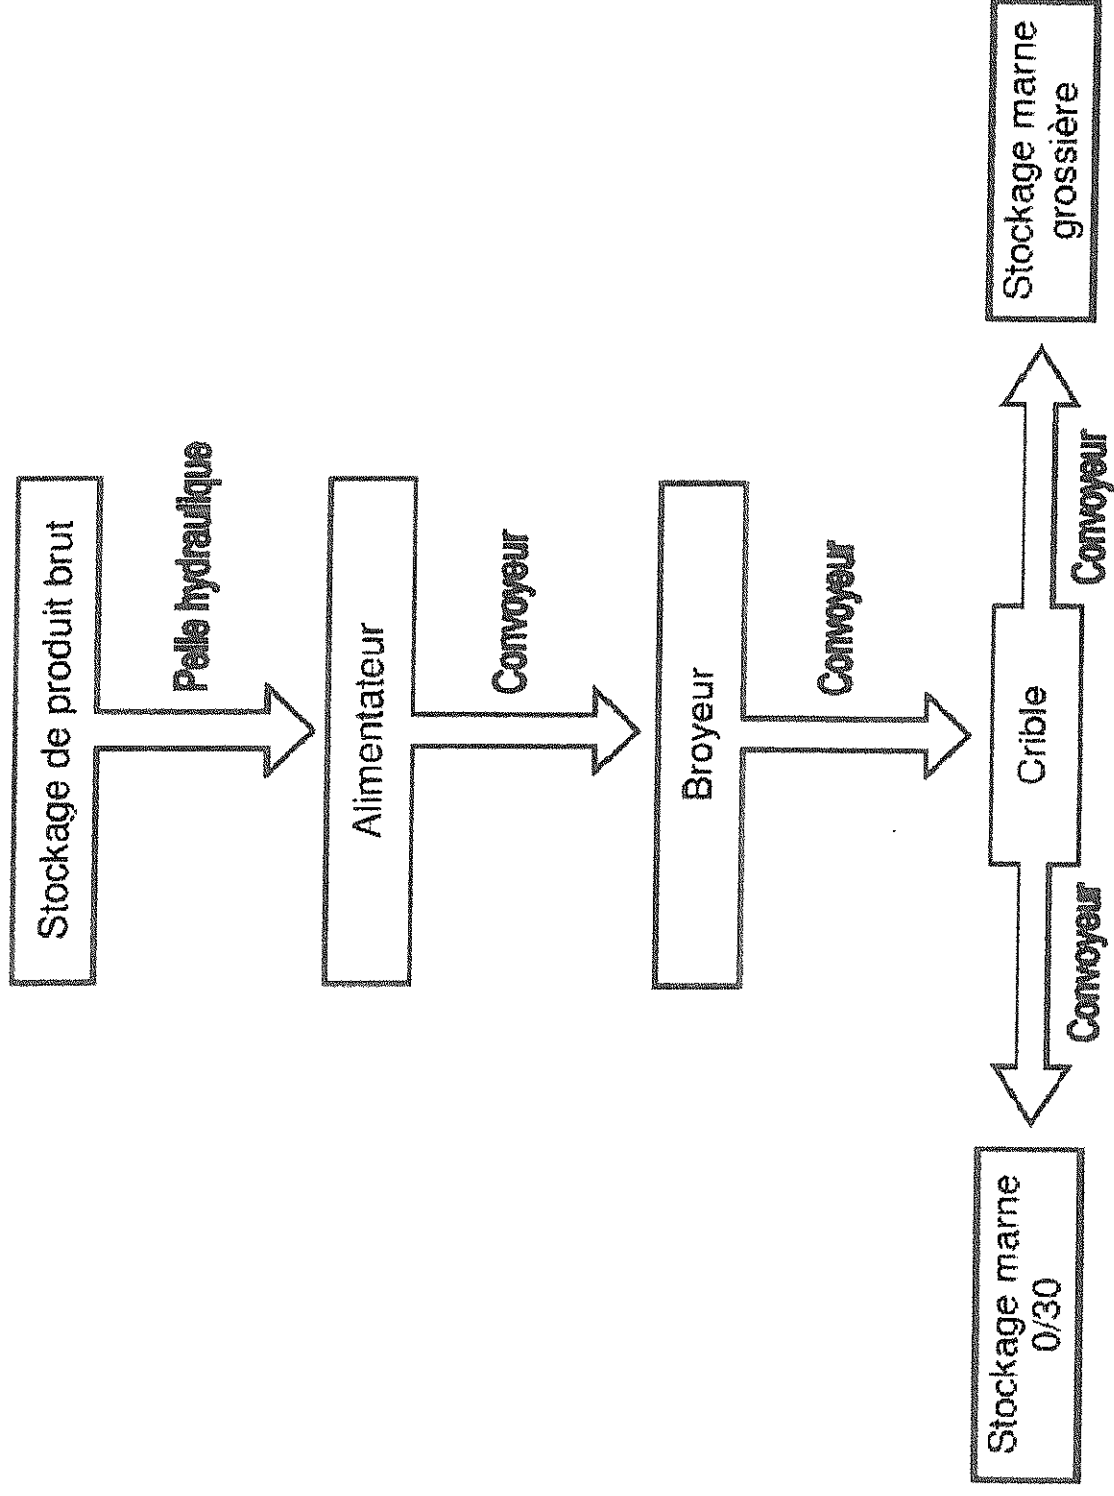 Stockage de produit brut
Pelle hydraulique
Alimentateur
Convoyeur
Broyeur
Convoyeur
Stockage marne
0/30
Convoyeur
Crible
Convoyeur
Stockage marne
grossière